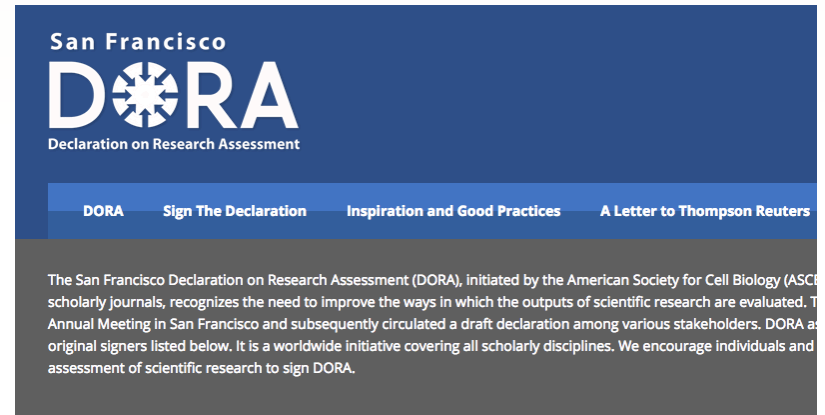 San Francisco
DORA
Declaration on Research Assessment
DORA Sign The Declaration Inspiration and Good Practices A Letter to Thompson Reuters
The San Francisco Declaration on Research Assessment (DORA), initiated by the American Society for Cell Biology (ASCB
scholarly journals, recognizes the need to improve the ways in which the outputs of scientific research are evaluated. T
Annual Meeting in San Francisco and subsequently circulated a draft declaration among various stakeholders. DORA as
original signers listed below. It is a worldwide initiative covering all scholarly disciplines. We encourage individuals and
assessment of scientific research to sign DORA.